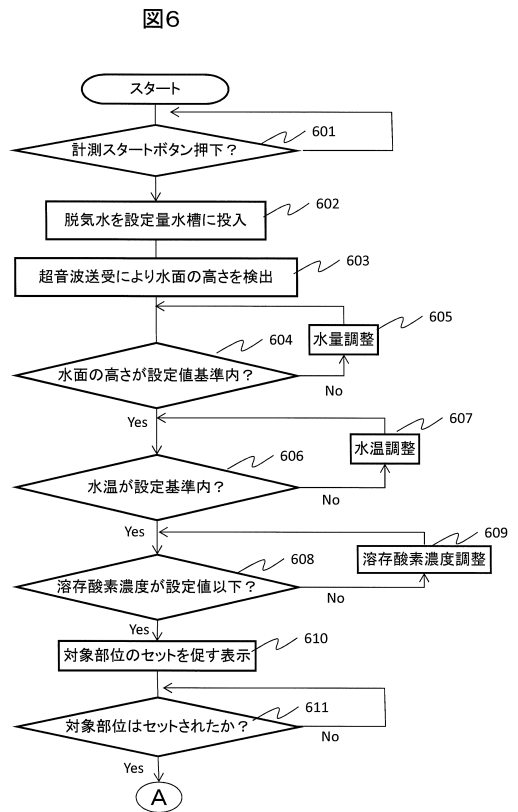 図6
スタート
601
計測スタートボタン押下?
602
脱気水を設定量水槽に投入
603
超音波送受により水面の高さを検出
604
605
水量調整
水面の高さが設定値基準内?
No
Yes
607
606
水温調整
水温が設定基準内?
No
Yes
609
608
溶存酸素濃度調整
溶存酸素濃度が設定値以下?
No
Yes
610
対象部位のセットを促す表示
611
対象部位はセットされたか?
No
Yes
A